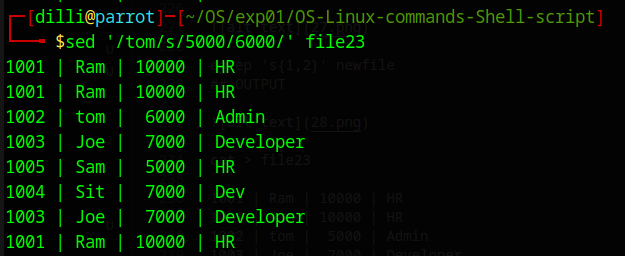 ┌─[dilli@parrot]─[~/OS/exp01/OS-Linux-commands-Shell-script]
└──╼ $sed '/tom/s/5000/6000/' file23
1001 | Ram | 10000 | HR
1001 | Ram | 10000 | HR
1002 | tom |  6000 | Admin
1003 | Joe |  7000 | Developer
1005 | Sam |  5000 | HR
1004 | Sit |  7000 | Dev
1003 | Joe |  7000 | Developer
1001 | Ram | 10000 | HR